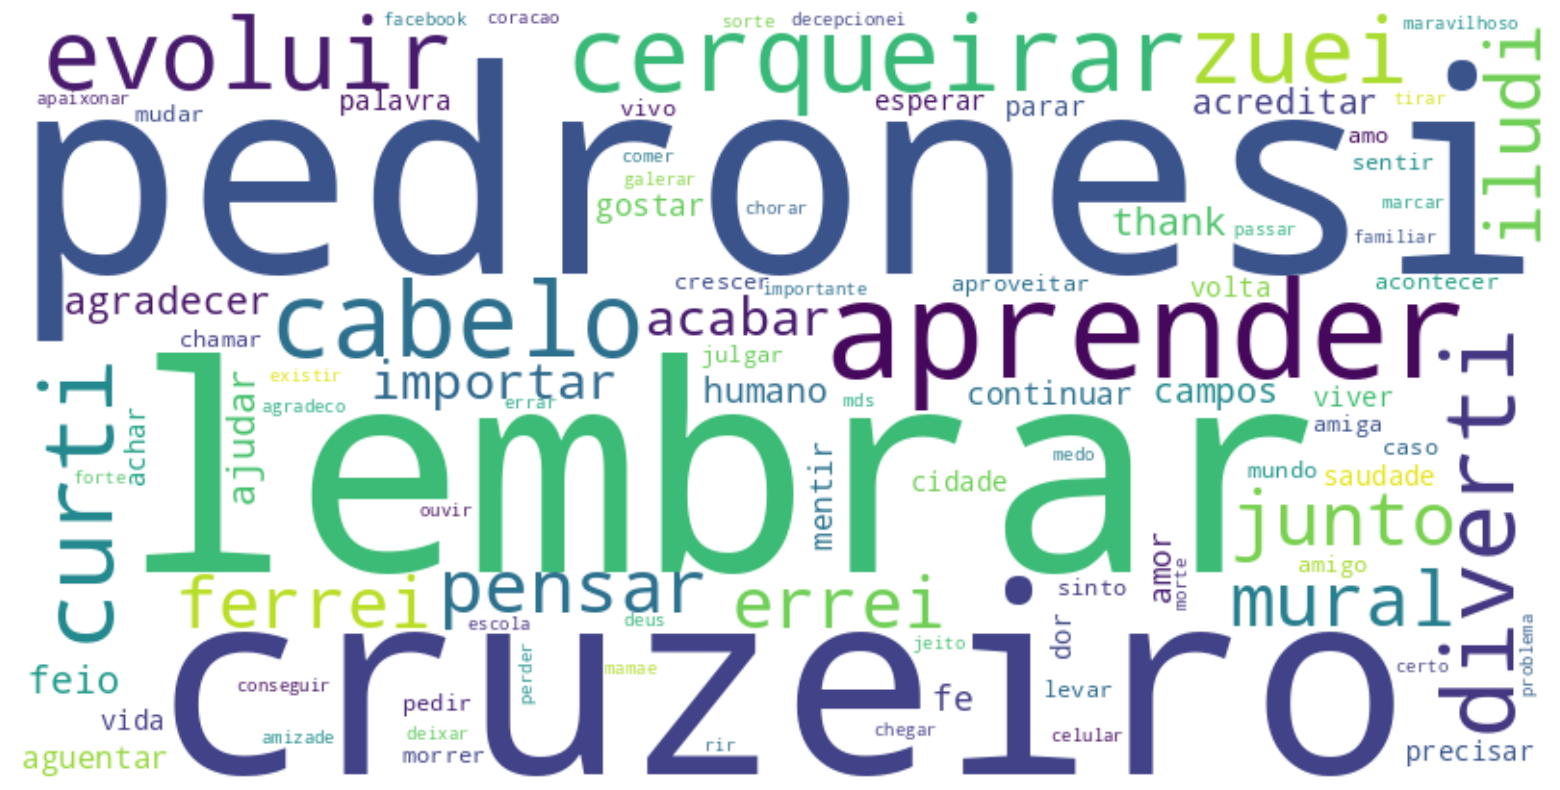 facebook
coracao
sorte
decepcionei
maravilhoso
evoluir
cerqueirar
zuei
iludi
apaixonar
mudar
palavra
vivo
esperar
parar
acreditar
tirar
pedronesi
amo
comer
sentir
galerar
gostar
chorar
marcar
thank
passar
familiar
agradecer
cabelo
crescer
importante
aproveitar
volta
acontecer
acabar
aprender
chamar
julgar
curti
existir
importar
humano
continuar
campos
viver
agradeco
errar
mds
lembrar
ajudar
achar
amiga
caso
diverti
forte
medo
mundo
saudade
mentir
cidade
ouvir
junto
amor
morte
amigo
ferrei
pensar
errei
sinto
mural
escola
deus
dor
jeito
problema
cruzeiro
perder
mamae
certo
feio
conseguir
levar
vida
pedir
fe
amizade
deixar
chegar
celular
aguentar
morrer
rir
precisar